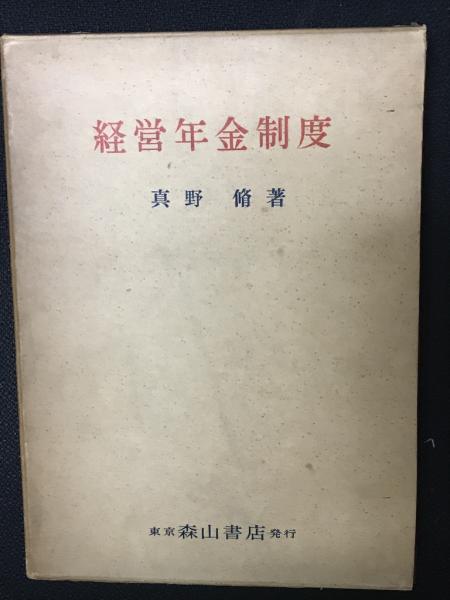 経営年金制度
真野 脩 著
東京 森山書店 発行